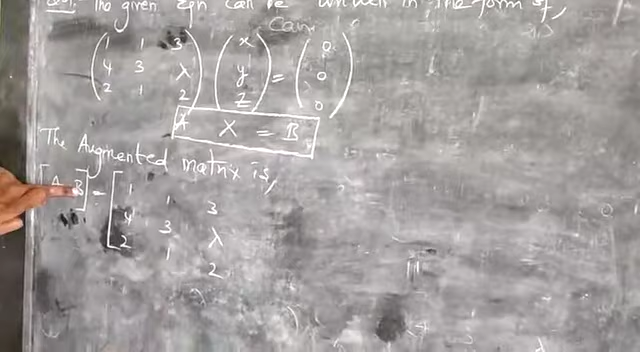 Soln. The given Eqn can be written in the form of,
1 1 3 x 0
4 3 λ y = 0
2 1 2 z 0
A X = B
The Augmented matrix is,
[A B] = [ 1 1 3
4 3 λ
2 1 2